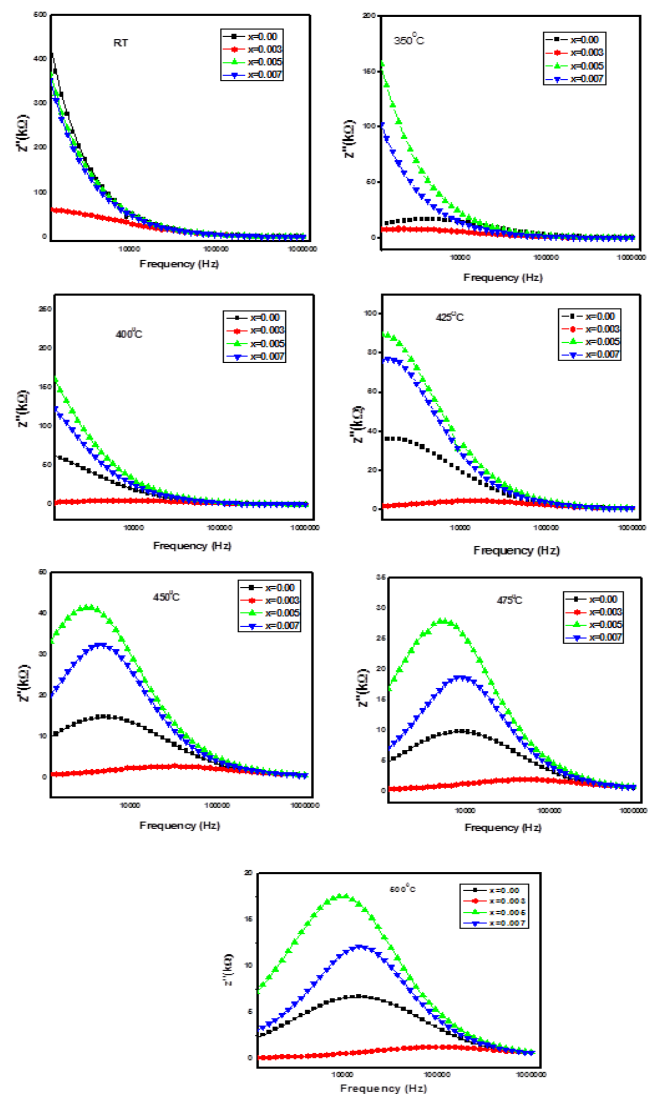 RT
x=0.00
x=0.003
x=0.005
x=0.007
z"(kΩ)
600
500
400
300
200
100
0
10000
100000
1000000
Frequency (Hz)
350°C
x=0.00
x=0.003
x=0.005
x=0.007
z"(kΩ)
200
150
100
50
0
10000
100000
1000000
Frequency (Hz)
400°C
x=0.00
x=0.003
x=0.005
x=0.007
z"(kΩ)
250
200
150
100
50
0
10000
100000
1000000
Frequency (Hz)
425°C
x=0.00
x=0.003
x=0.005
x=0.007
z"(kΩ)
100
80
60
40
20
0
10000
100000
1000000
Frequency (Hz)
450°C
x=0.00
x=0.003
x=0.005
x=0.007
z"(kΩ)
50
40
30
20
10
0
10000
100000
1000000
Frequency (Hz)
475°C
x=0.00
x=0.003
x=0.005
x=0.007
z"(kΩ)
35
30
25
20
15
10
5
0
10000
100000
1000000
Frequency (Hz)
500°C
x=0.00
x=0.003
x=0.005
x=0.007
z"(kΩ)
20
15
10
5
0
10000
100000
1000000
Frequency (Hz)